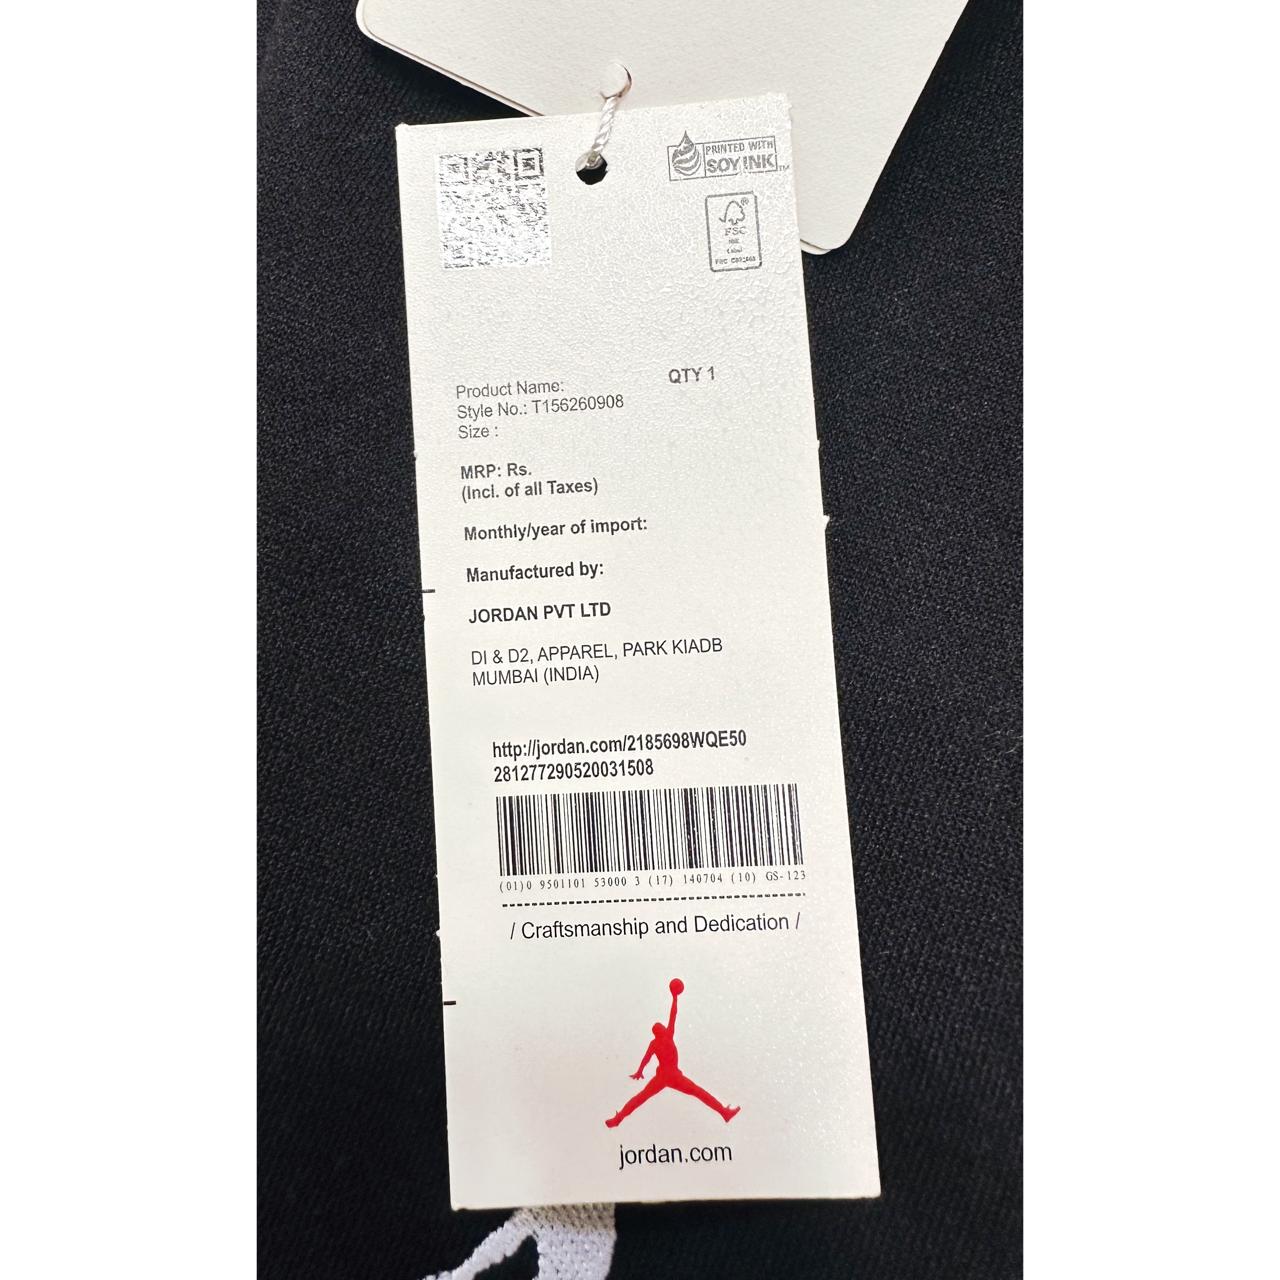 PRINTED WITH
SOY INK™
FSC
Product Name:
QTY 1
Style No.: T156260908
Size :
MRP: Rs.
(Incl. of all Taxes)
Monthly/year of import:
Manufactured by:
JORDAN PVT LTD
DI & D2, APPAREL, PARK KIADB
MUMBAI (INDIA)
http://jordan.com/2185698WQE50
281277290520031508
(01)0 9501101 53000 3 (17) 140704 (10) GS-123
/ Craftsmanship and Dedication /
jordan.com